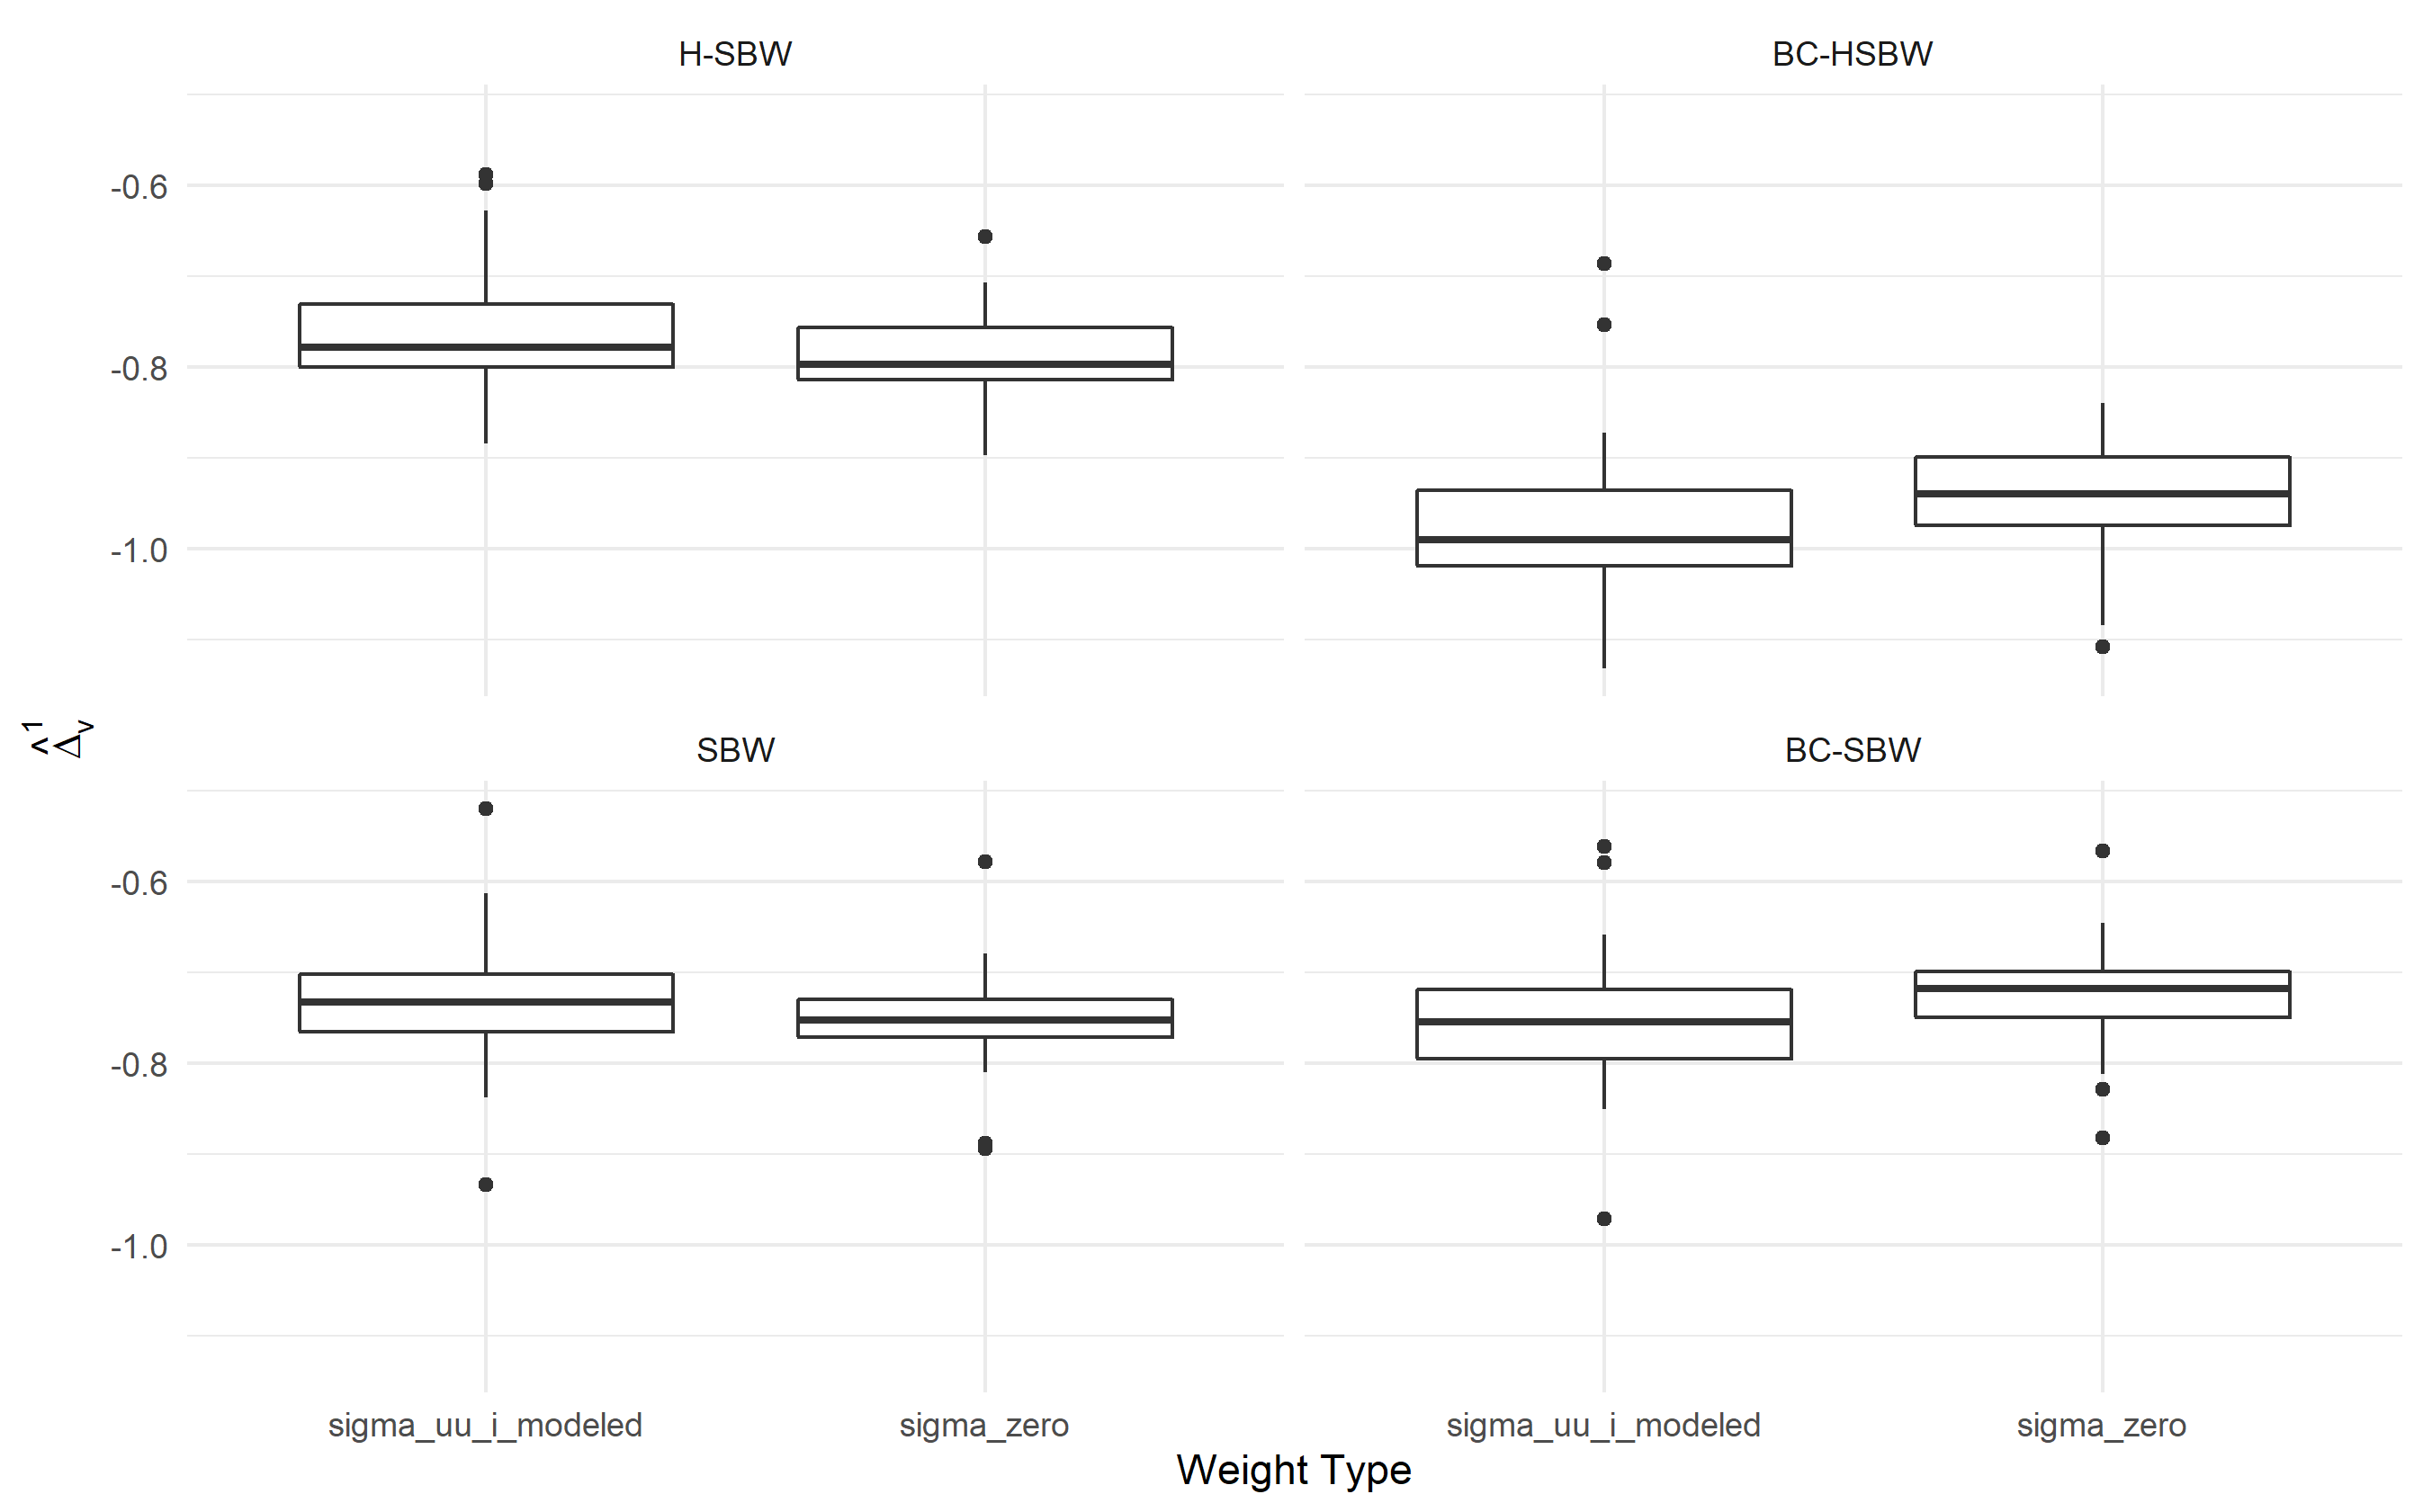 H-SBW
BC-HSBW
-0.6
-0.8
-1.0
SBW
BC-SBW
-0.6
-0.8
-1.0
Δ̂¹ᵥ
sigma_uu_i_modeled
sigma_zero
sigma_uu_i_modeled
sigma_zero
Weight Type